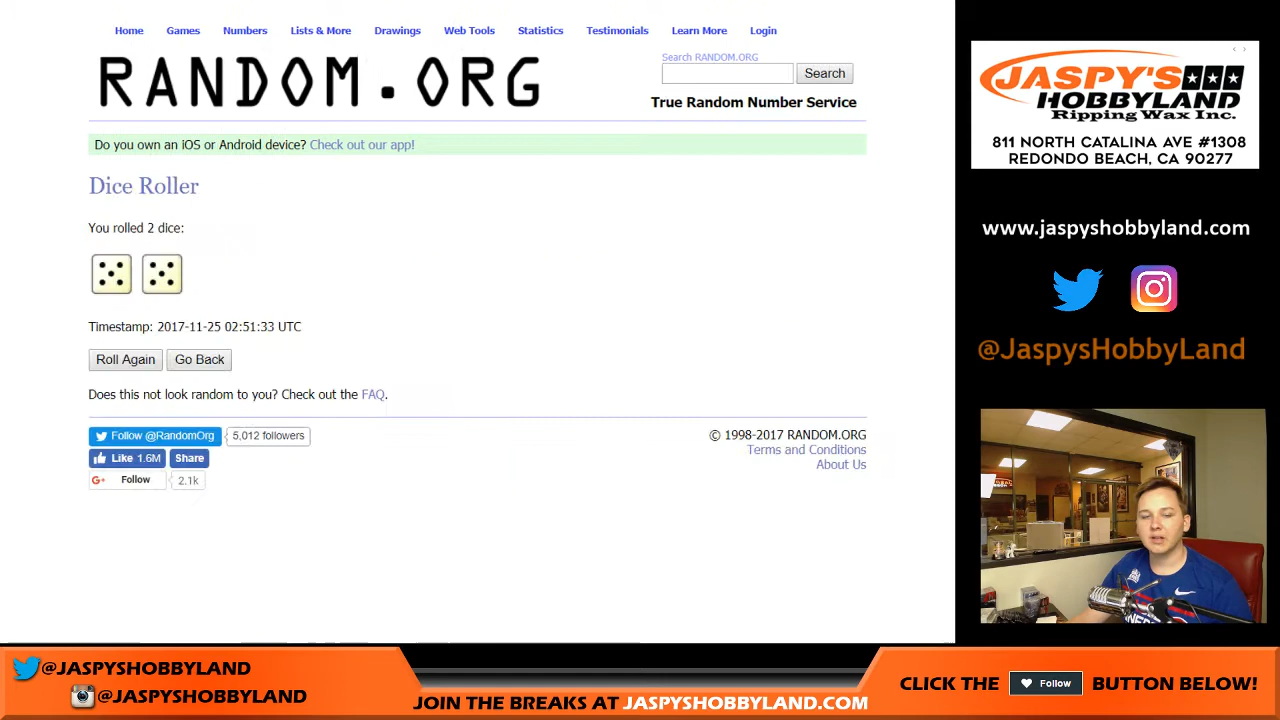 Home Games Numbers Lists & More Drawings Web Tools Statistics Testimonials Learn More Login
RANDOM.ORG
Search RANDOM.ORG
Search
True Random Number Service
Do you own an iOS or Android device? Check out our app!
Dice Roller
You rolled 2 dice:
Timestamp: 2017-11-25 02:51:33 UTC
Roll Again Go Back
Does this not look random to you? Check out the FAQ.
Follow @RandomOrg 5,012 followers
Like 1.6M Share
Follow 2.1k
© 1998-2017 RANDOM.ORG
Terms and Conditions
About Us
JASPY'S
HOBBYLAND
Ripping Wax Inc.
811 NORTH CATALINA AVE #1308
REDONDO BEACH, CA 90277
www.jaspyshobbyland.com
@JaspysHobbyLand
@JASPYSHOBBYLAND
@JASPYSHOBBYLAND
JOIN THE BREAKS AT JASPYSHOBBYLAND.COM
CLICK THE Follow BUTTON BELOW!